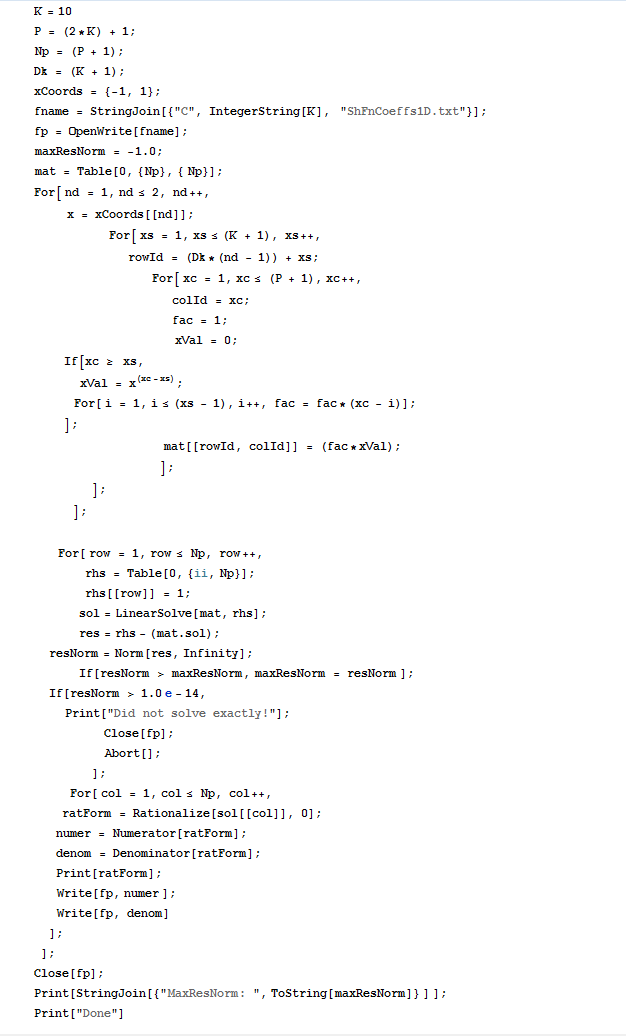 K = 10
P = (2*K) + 1;
Np = (P + 1);
Dk = (K + 1);
xCoords = {-1, 1};
fname = StringJoin[{"C", IntegerString[K], "ShFnCoeffs1D.txt"}];
fp = OpenWrite[fname];
maxResNorm = -1.0;
mat = Table[0, {Np}, { Np}];
For[ nd = 1, nd ≤ 2, nd++,
x = xCoords[[nd]];
For[ xs = 1, xs ≤ (K + 1), xs++,
rowId = (Dk * (nd - 1)) + xs;
For[ xc = 1, xc ≤ (P + 1), xc++,
colId = xc;
fac = 1;
xVal = 0;
If[xc ≥ xs,
xVal = x^(xc-xs);
For[i = 1, i ≤ (xs - 1), i++, fac = fac* (xc - i)];
];
mat[[rowId, colId]] = (fac*xVal);
];
];
];
For[ row = 1, row ≤ Np, row++,
rhs = Table[0, {ii, Np}];
rhs[[row]] = 1;
sol = LinearSolve[mat, rhs];
res = rhs - (mat.sol);
resNorm = Norm[res, Infinity];
If[resNorm > maxResNorm, maxResNorm = resNorm ];
If[resNorm > 1.0 e - 14,
Print["Did not solve exactly!"];
Close[fp];
Abort[];
];
For[ col = 1, col ≤ Np, col++,
ratForm = Rationalize[sol[[col]], 0];
numer = Numerator[ratForm];
denom = Denominator[ratForm];
Print[ratForm];
Write[fp, numer ];
Write[fp, denom]
];
];
Close[fp];
Print[StringJoin[{"MaxResNorm: ", ToString[maxResNorm]} ] ];
Print["Done"]